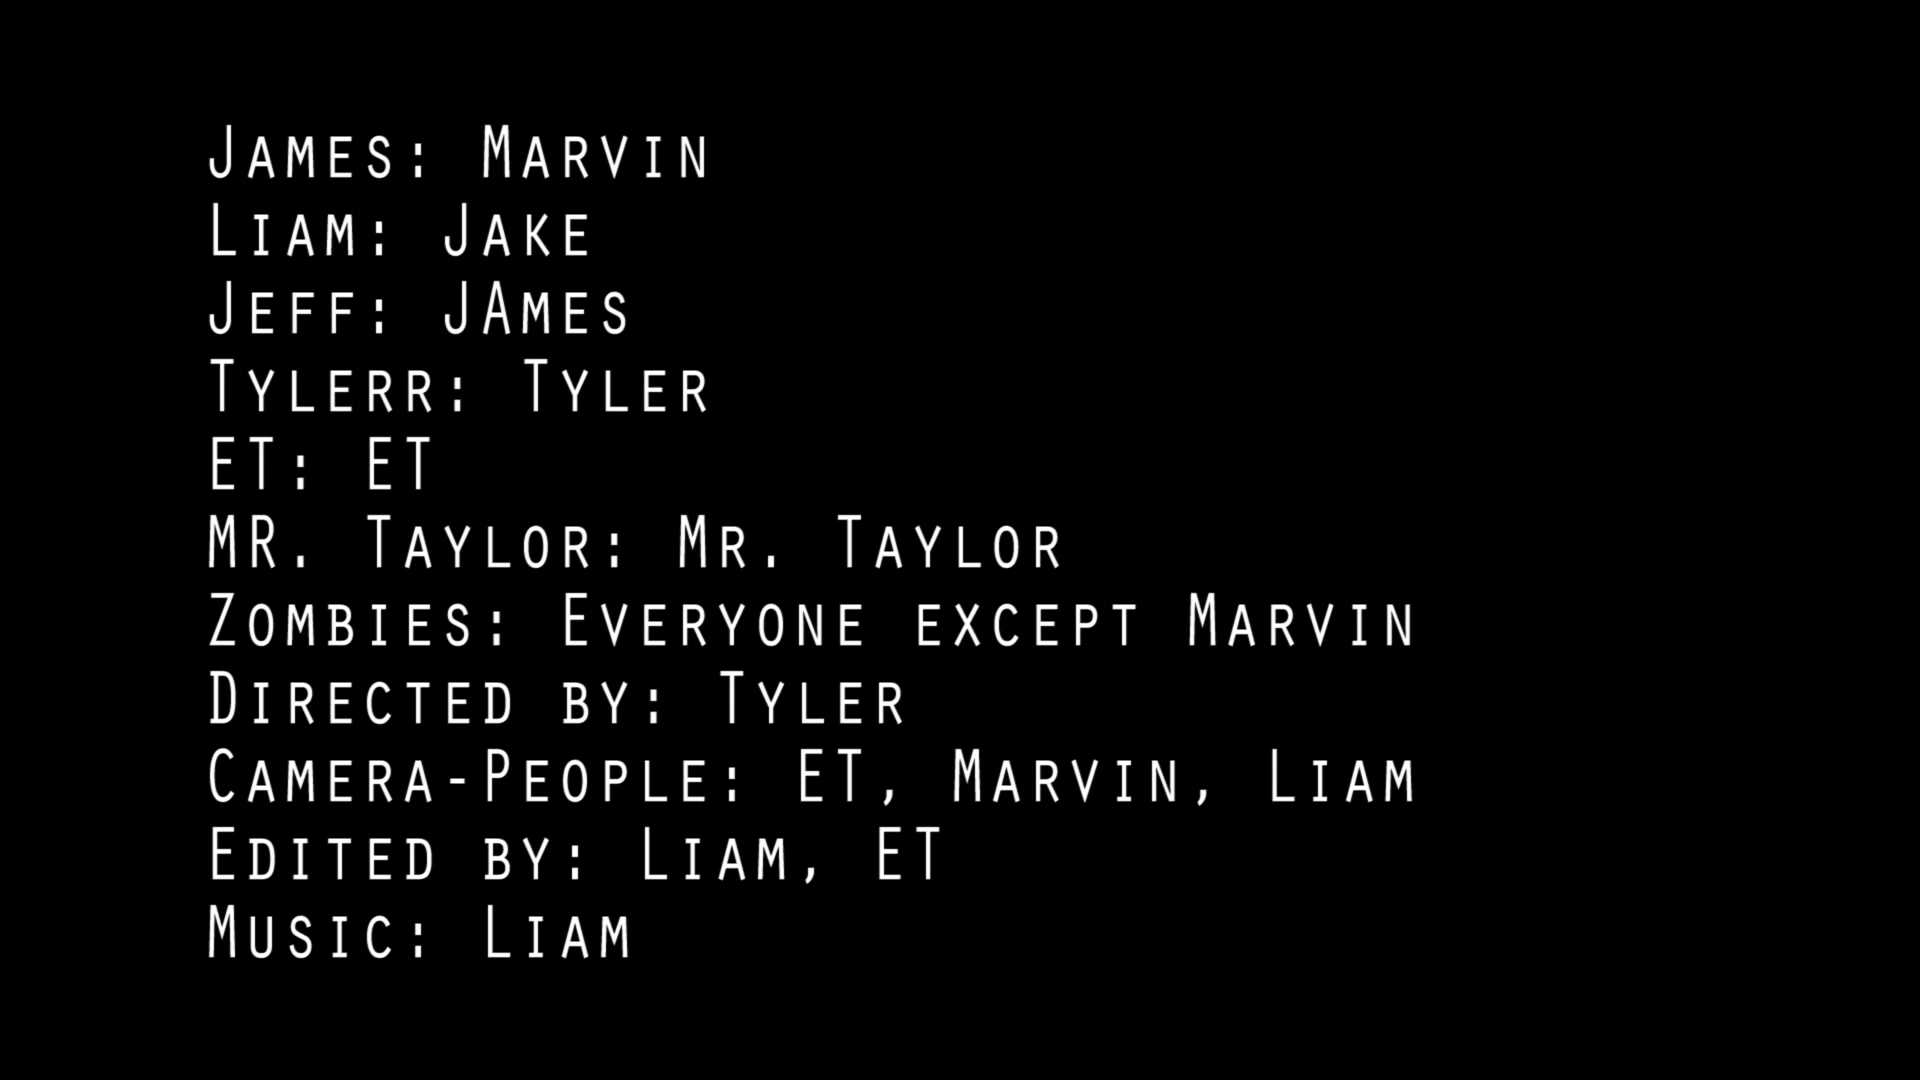 James: Marvin
Liam: Jake
Jeff: JAmes
Tylerr: Tyler
ET: ET
MR. Taylor: Mr. Taylor
Zombies: Everyone except Marvin
Directed by: Tyler
Camera-People: ET, Marvin, Liam
Edited by: Liam, ET
Music: Liam